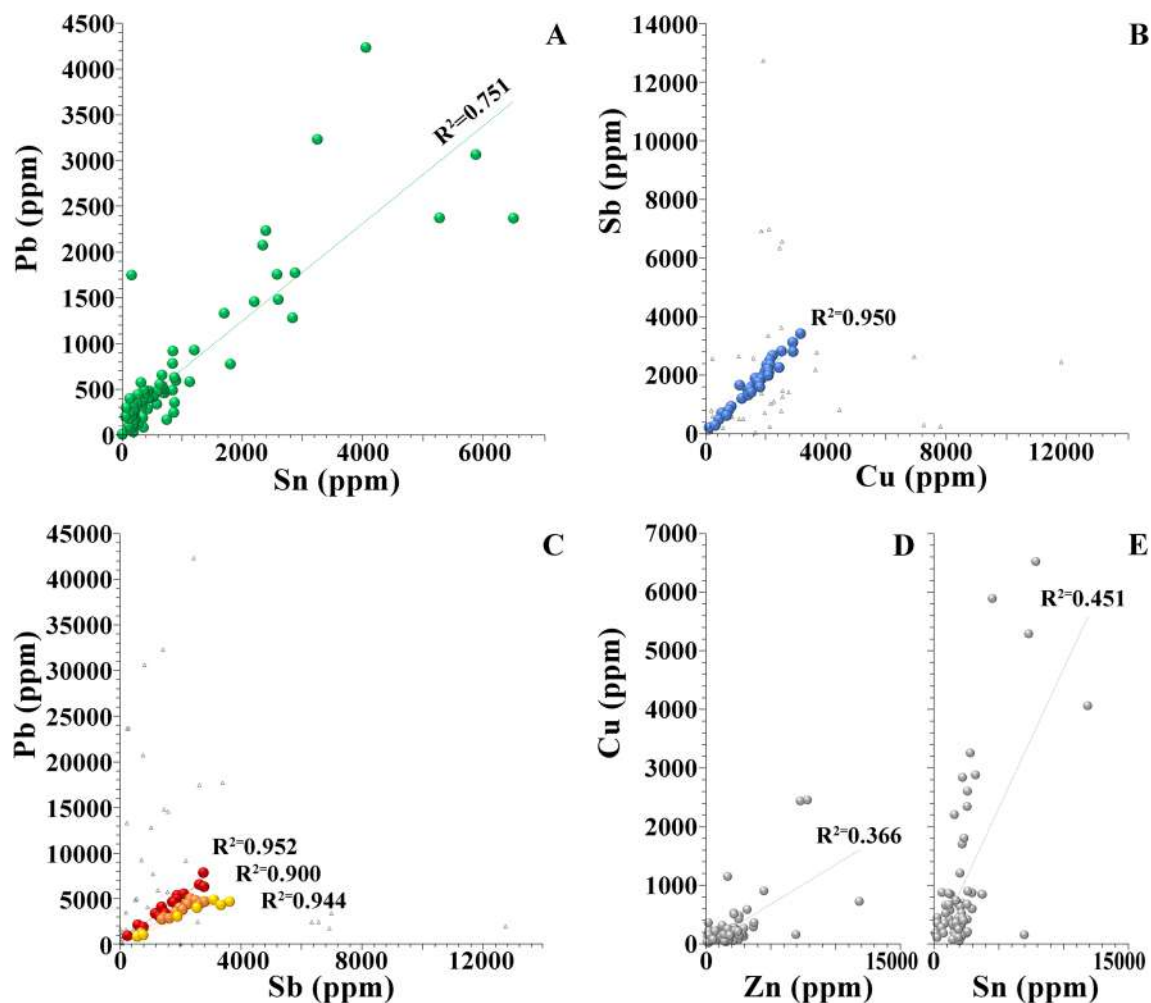 A
4500
4000
3500
3000
2500
2000
1500
1000
500
0
Pb (ppm)
R²=0.751
0 2000 4000 6000
Sn (ppm)
B
14000
12000
10000
8000
6000
4000
2000
0
Sb (ppm)
R²=0.950
0 4000 8000 12000
Cu (ppm)
C
45000
40000
35000
30000
25000
20000
15000
10000
5000
0
Pb (ppm)
R²=0.952
R²=0.900
R²=0.944
0 4000 8000 12000
Sb (ppm)
D
7000
6000
5000
4000
3000
2000
1000
0
Cu (ppm)
R²=0.366
0 15000
Zn (ppm)
E
R²=0.451
0 15000
Sn (ppm)